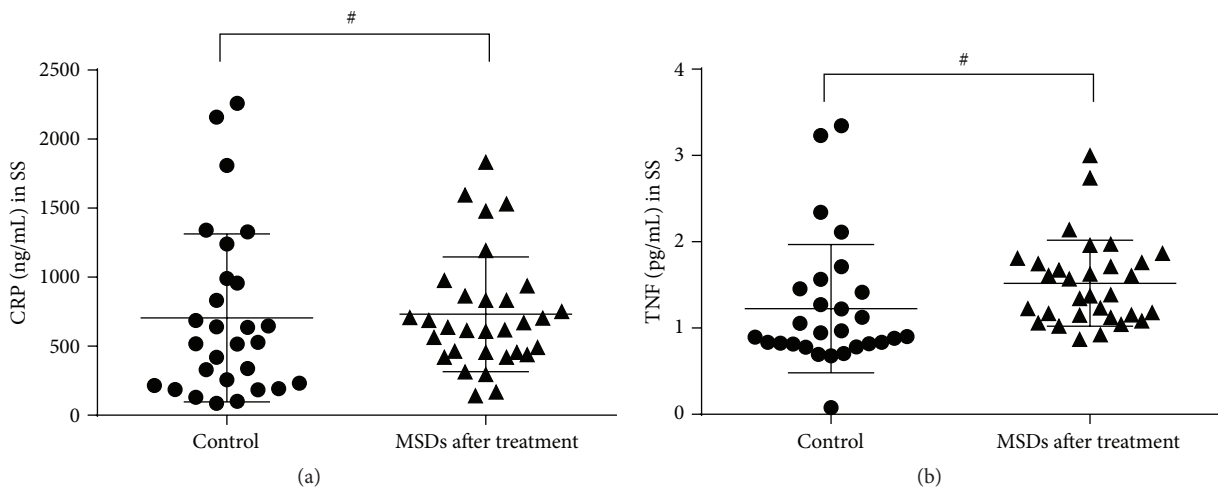 #
2500
2000
1500
1000
500
0
CRP (ng/mL) in SS
Control
MSDs after treatment
(a)
#
4
3
2
1
0
TNF (pg/mL) in SS
Control
MSDs after treatment
(b)